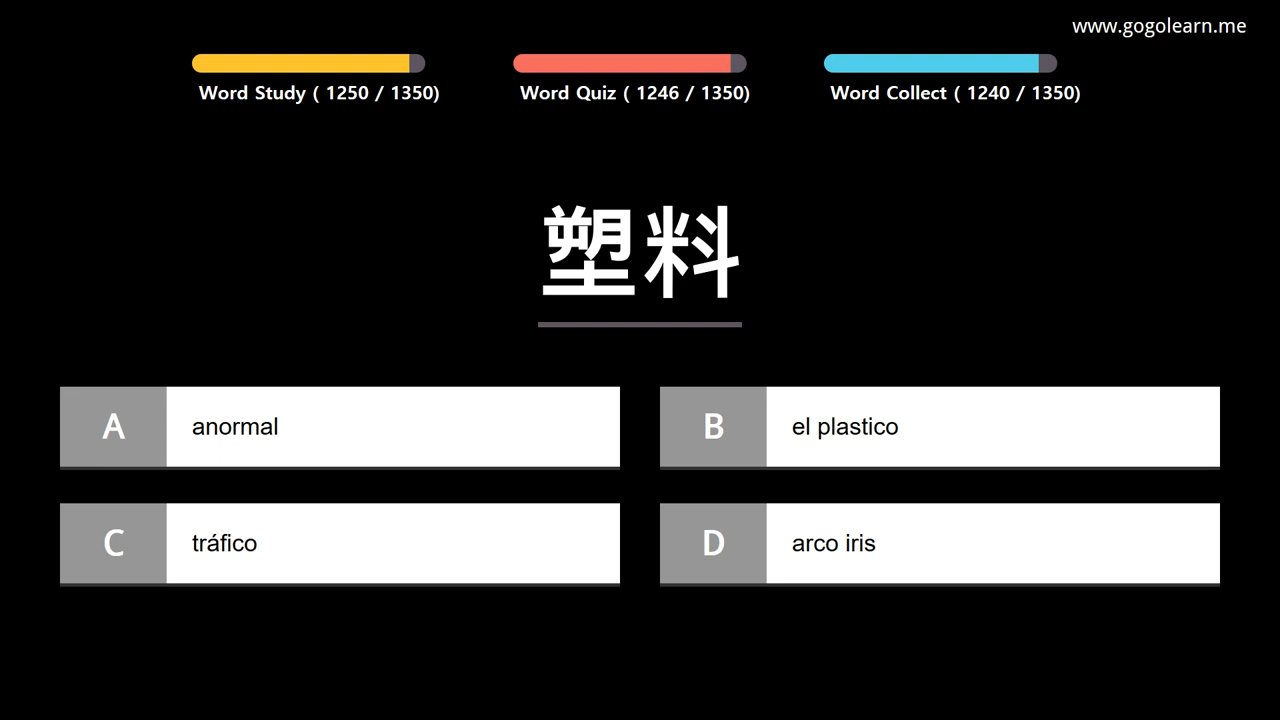 www.gogolearn.me
Word Study ( 1250 / 1350)
Word Quiz ( 1246 / 1350)
Word Collect ( 1240 / 1350)
塑料
A anormal
B el plastico
C tráfico
D arco iris